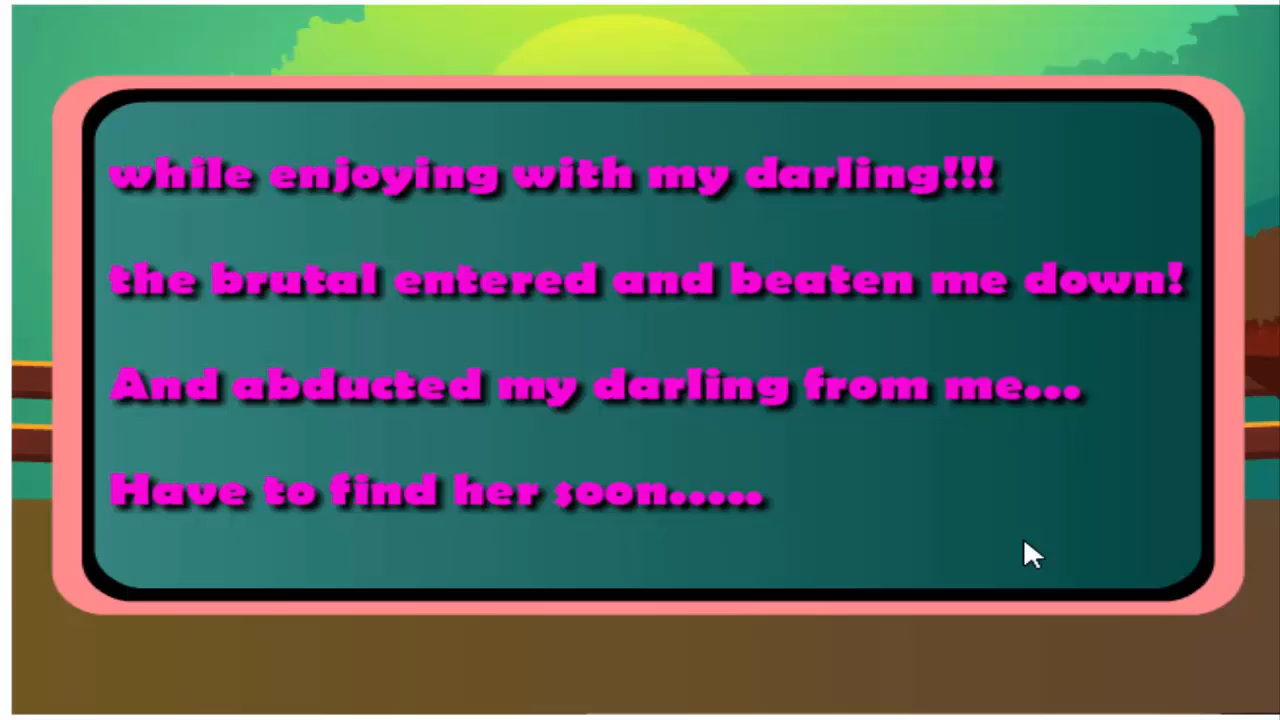 while enjoying with my darling!!!
the brutal entered and beaten me down!
And abducted my darling from me...
Have to find her soon.....